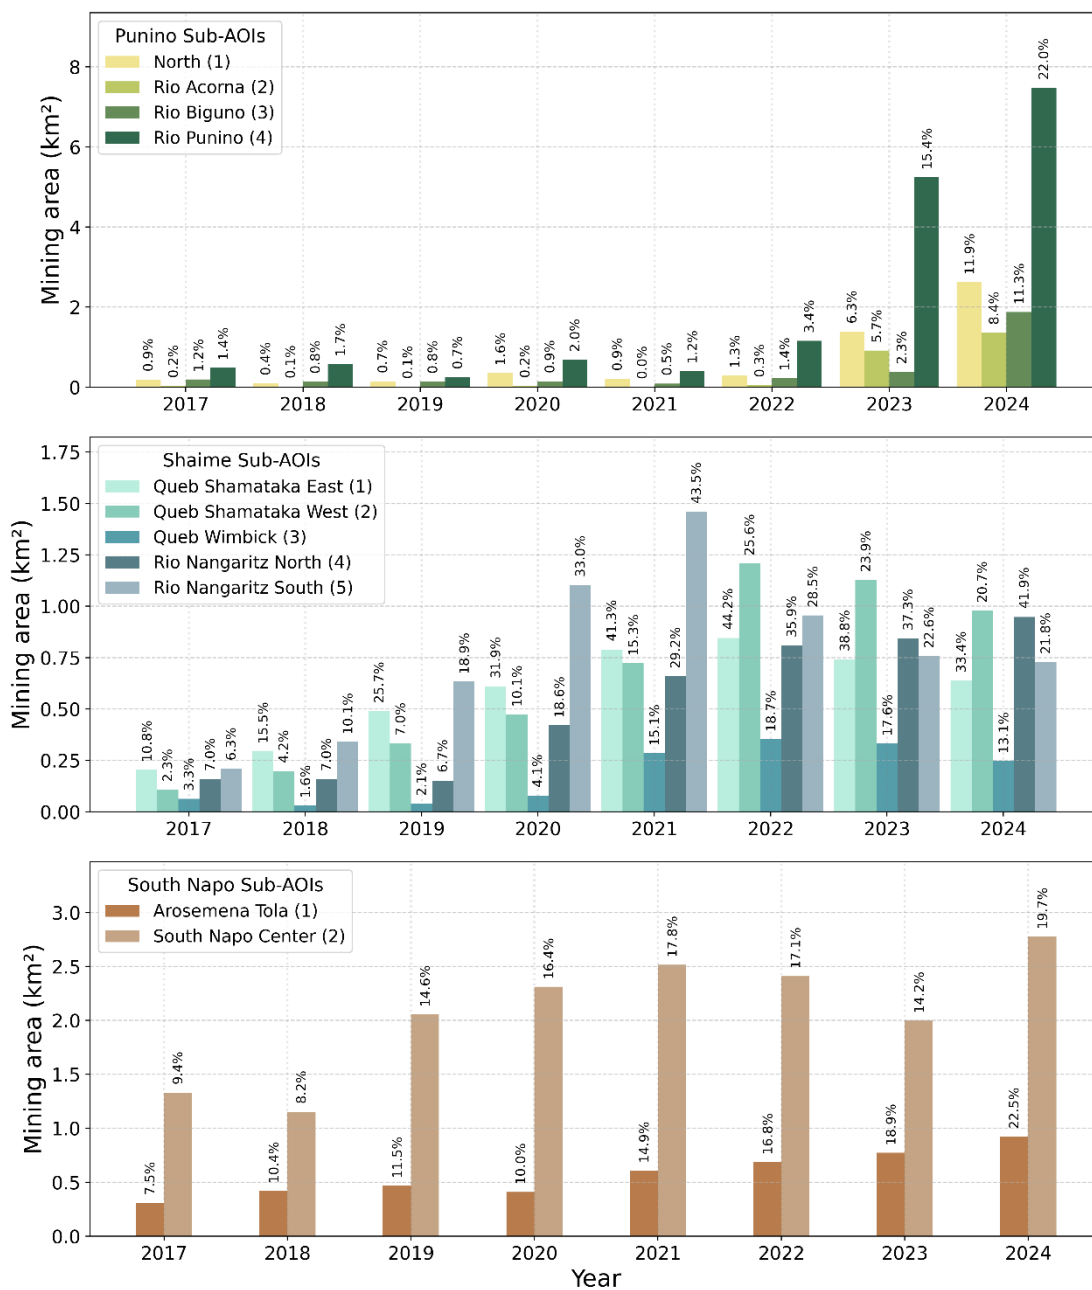 Punino Sub-AOIs
North (1)
Rio Acorna (2)
Rio Biguno (3)
Rio Punino (4)
Mining area (km²)
8
6
4
2
0
0.9% 0.2% 1.2% 1.4%
0.4% 0.1% 0.8% 1.7%
0.7% 0.1% 0.8% 0.7%
1.6% 0.2% 0.9% 2.0%
0.9% 0.0% 0.5% 1.2%
1.3% 0.3% 1.4% 3.4%
6.3% 5.7% 2.3% 15.4%
11.9% 8.4% 11.3% 22.0%
2017 2018 2019 2020 2021 2022 2023 2024
Shaime Sub-AOIs
Queb Shamataka East (1)
Queb Shamataka West (2)
Queb Wimbick (3)
Rio Nangaritz North (4)
Rio Nangaritz South (5)
Mining area (km²)
1.75
1.50
1.25
1.00
0.75
0.50
0.25
0.00
10.8% 2.3% 3.3% 7.0% 6.3%
15.5% 4.2% 1.6% 7.0% 10.1%
25.7% 7.0% 2.1% 6.7% 18.9%
31.9% 10.1% 4.1% 18.6% 33.0%
41.3% 15.3% 15.1% 29.2% 43.5%
44.2% 25.6% 18.7% 35.9% 28.5%
38.8% 23.9% 17.6% 37.3% 22.6%
33.4% 20.7% 13.1% 41.9% 21.8%
2017 2018 2019 2020 2021 2022 2023 2024
South Napo Sub-AOIs
Arosemena Tola (1)
South Napo Center (2)
Mining area (km²)
3.0
2.5
2.0
1.5
1.0
0.5
0.0
7.5% 9.4%
10.4% 8.2%
11.5% 14.6%
10.0% 16.4%
14.9% 17.8%
16.8% 17.1%
18.9% 14.2%
22.5% 19.7%
2017 2018 2019 2020 2021 2022 2023 2024
Year